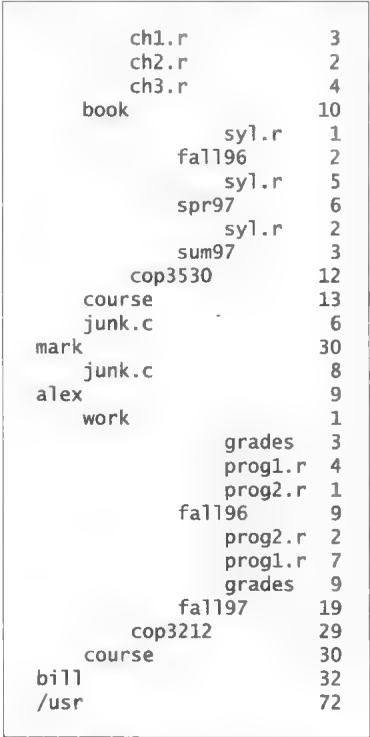 ch1.r 3
ch2.r 2
ch3.r 4
book 10
syl.r 1
fall96 2
syl.r 5
spr97 6
syl.r 2
sum97 3
cop3530 12
course 13
junk.c 6
mark 30
junk.c 8
alex 9
work 1
grades 3
prog1.r 4
prog2.r 1
fall96 9
prog2.r 2
prog1.r 7
grades 9
fall97 19
cop3212 29
course 30
bill 32
/usr 72